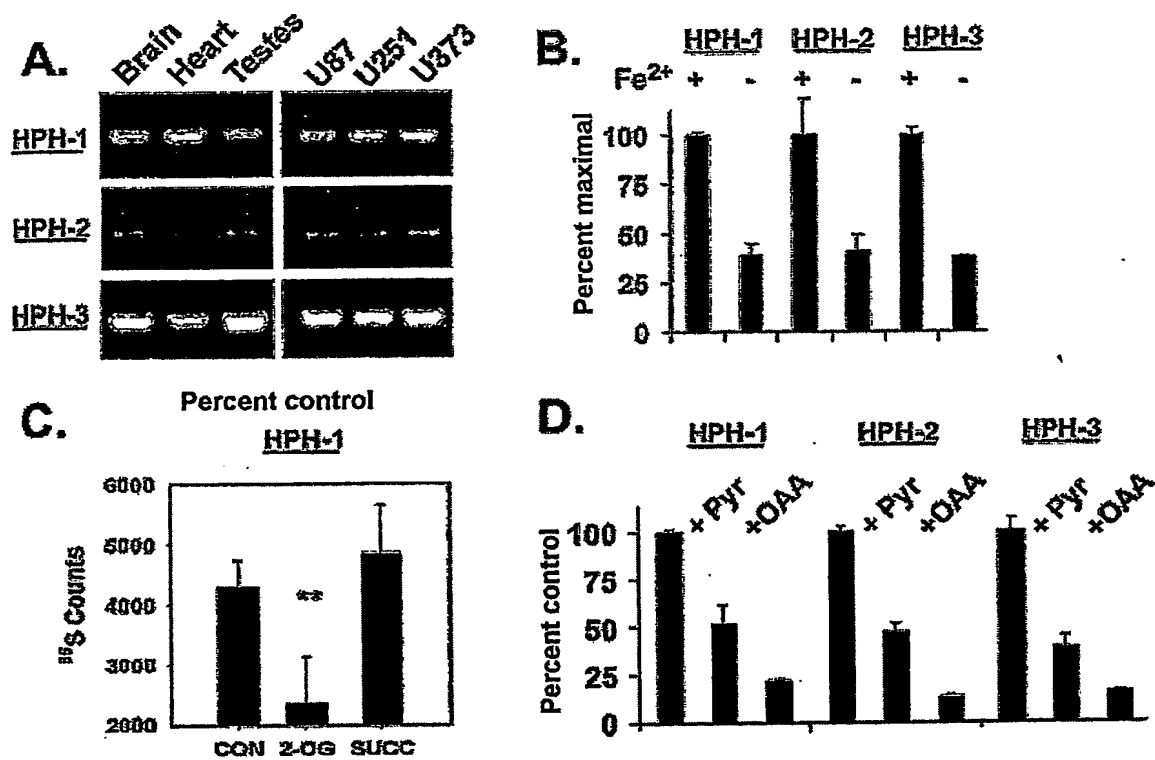 A.
Brain Heart Testes U87 U251 U373
HPH-1
HPH-2
HPH-3
B.
HPH-1 HPH-2 HPH-3
Fe2+ + - + - + -
Percent maximal
100
75
50
25
0
C.
Percent control
HPH-1
6000
5000
4000
3000
2000
S Counts
**
CON 2-OG SUCC
D.
HPH-1 HPH-2 HPH-3
+ Pyr +OAA + Pyr +OAA + Pyr +OAA
Percent control
100
75
50
25
0